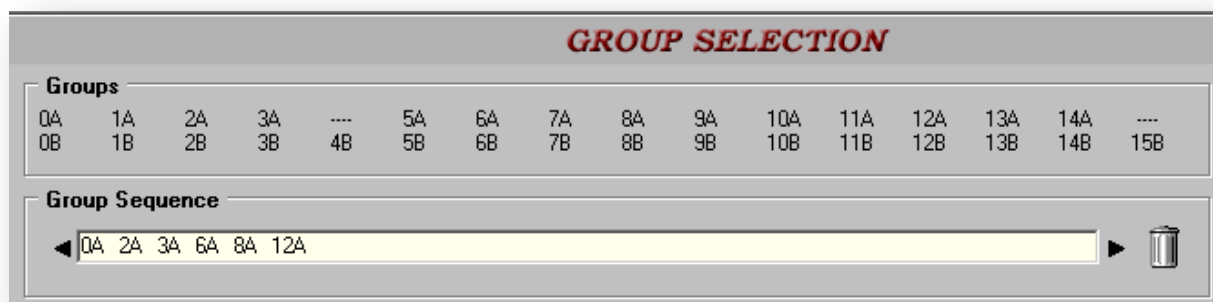 GROUP SELECTION
Groups
0A 1A 2A 3A ---- 5A 6A 7A 8A 9A 10A 11A 12A 13A 14A ----
0B 1B 2B 3B 4B 5B 6B 7B 8B 9B 10B 11B 12B 13B 14B 15B
Group Sequence
0A 2A 3A 6A 8A 12A